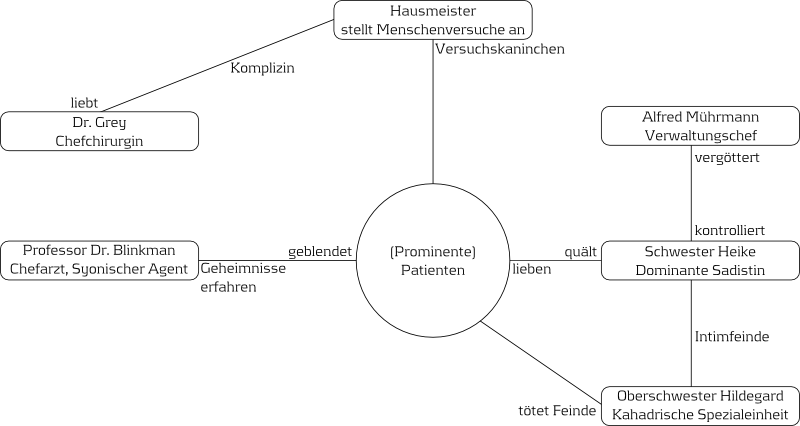 Hausmeister
stellt Menschenversuche an
Versuchskaninchen
Komplizin
liebt
Dr. Grey
Chefchirurgin
Alfred Mührmann
Verwaltungschef
vergöttert
kontrolliert
Professor Dr. Blinkman
Chefarzt, Syonischer Agent
geblendet
Geheimnisse
erfahren
(Prominente)
Patienten
quält
lieben
Schwester Heike
Dominante Sadistin
Intimfeinde
tötet Feinde
Oberschwester Hildegard
Kahadrische Spezialeinheit